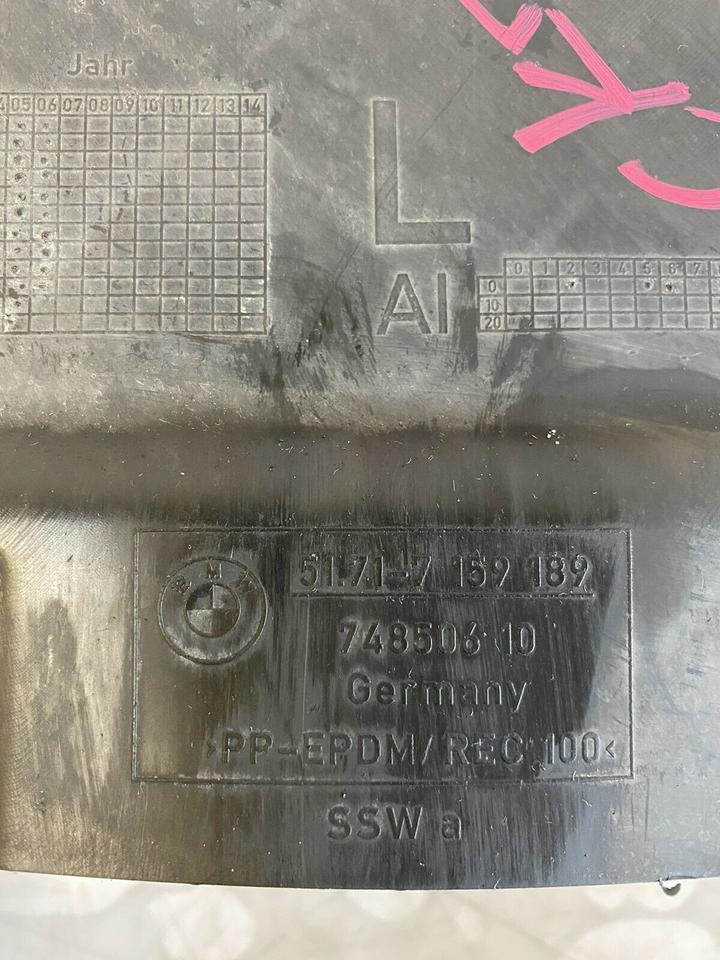 Jahr
05 06 07 08 09 10 11 12 13 14
L
AI
0 1 2 3 4 5 6 7
0
10
20
BMW
51.71-7 159 189
748506 10
Germany
>PP-EPDM/REC 100<
SSW a